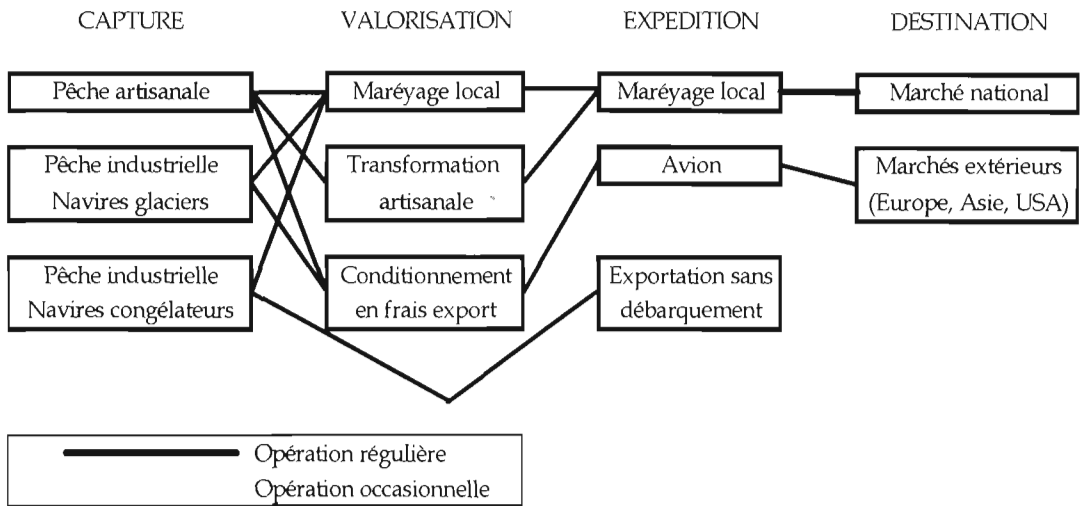 CAPTURE VALORISATION EXPEDITION DESTINATION
Pêche artisanale Maréyage local Maréyage local Marché national
Pêche industrielle
Navires glaciers
Transformation
artisanale
Avion
Marchés extérieurs
(Europe, Asie, USA)
Pêche industrielle
Navires congélateurs
Conditionnement
en frais export
Exportation sans
débarquement
Opération régulière
Opération occasionnelle